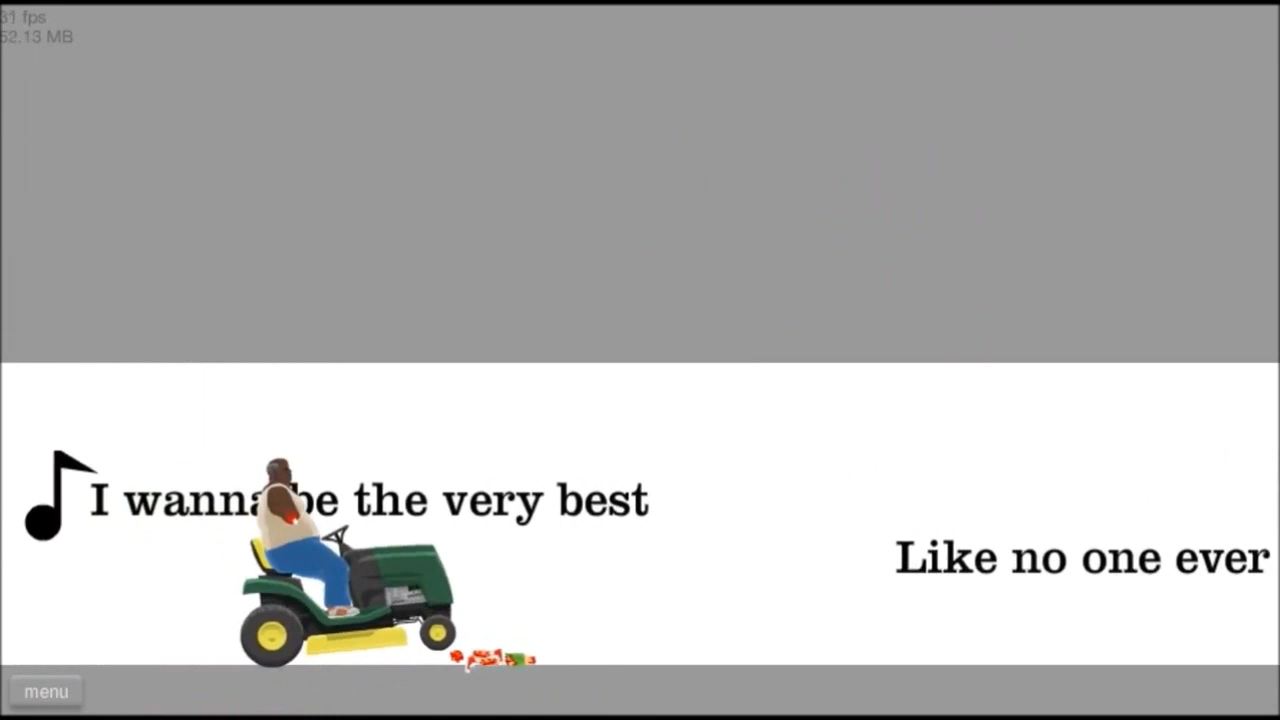 31 fps
52.13 MB
I wanna be the very best
Like no one ever
menu